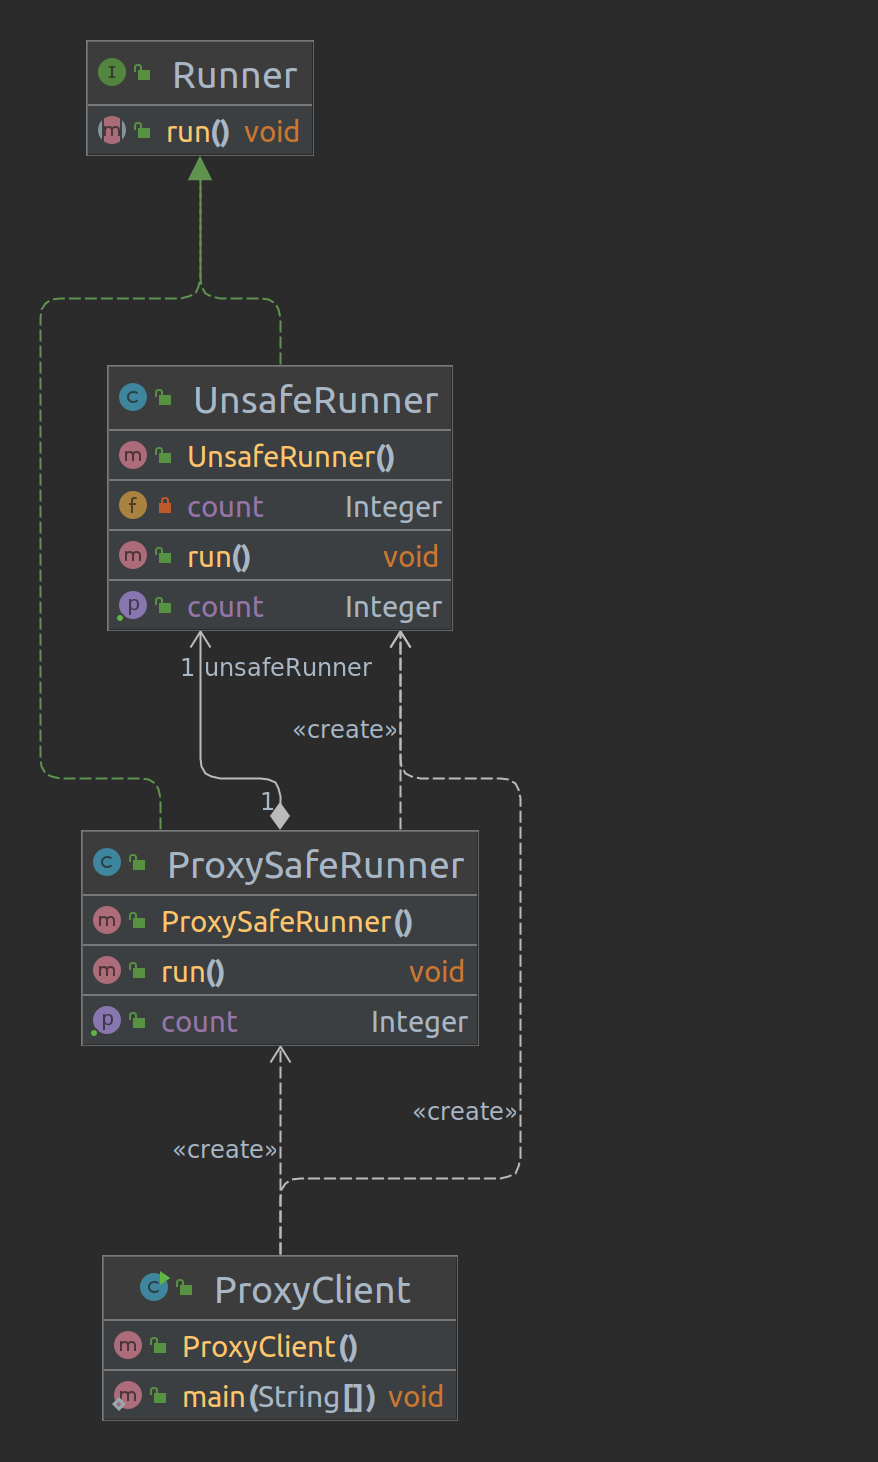 Runner
run() void
UnsafeRunner
UnsafeRunner()
count Integer
run() void
count Integer
1 unsafeRunner
«create»
1
ProxySafeRunner
ProxySafeRunner()
run() void
count Integer
«create»
«create»
ProxyClient
ProxyClient()
main(String[]) void